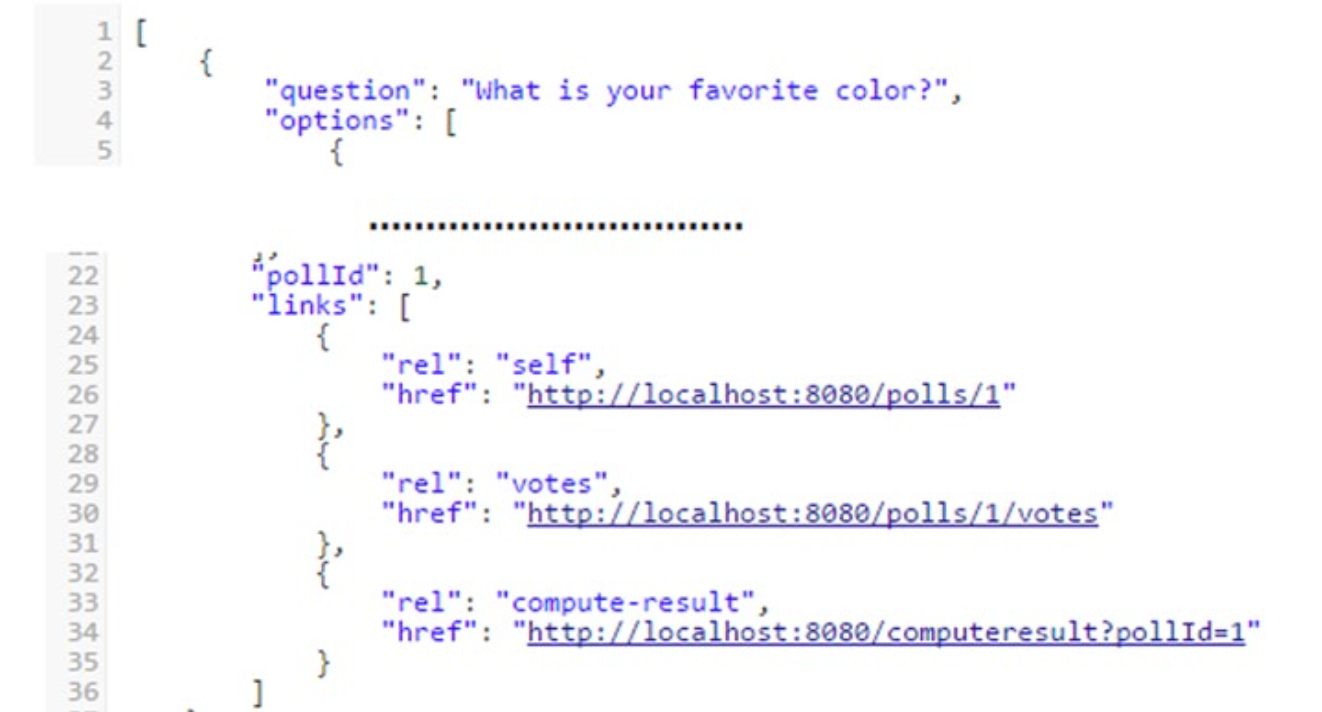 1 [
2 {
3 "question": "What is your favorite color?",
4 "options": [
5 {
................................
22 "pollId": 1,
23 "links": [
24 {
25 "rel": "self",
26 "href": "http://localhost:8080/polls/1"
27 },
28 {
29 "rel": "votes",
30 "href": "http://localhost:8080/polls/1/votes"
31 },
32 {
33 "rel": "compute-result",
34 "href": "http://localhost:8080/computeresult?pollId=1"
35 }
36 ]